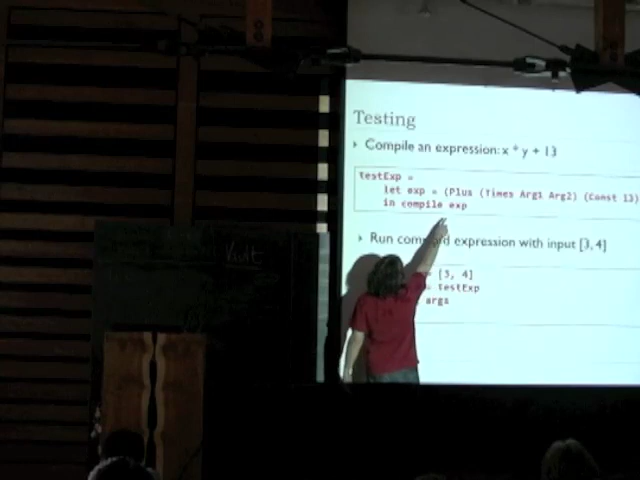 Testing
Compile an expression: x * y + 13
testExp =
let exp = (Plus (Times Arg1 Arg2) (Const 13)
in compile exp
Run com d expression with input [3, 4]
= [3, 4]
= testExp
args
Vault